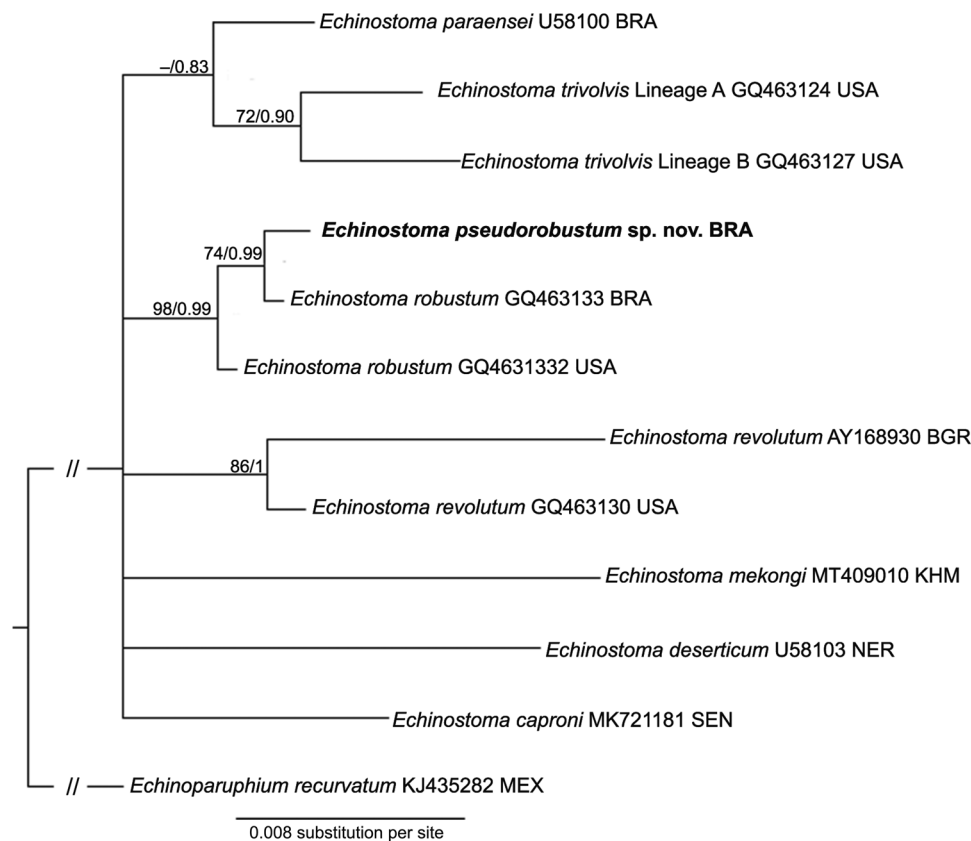 Echinostoma paraensei U58100 BRA
–/0.83
Echinostoma trivolvis Lineage A GQ463124 USA
72/0.90
Echinostoma trivolvis Lineage B GQ463127 USA
Echinostoma pseudorobustum sp. nov. BRA
74/0.99
Echinostoma robustum GQ463133 BRA
98/0.99
Echinostoma robustum GQ4631332 USA
Echinostoma revolutum AY168930 BGR
86/1
//
Echinostoma revolutum GQ463130 USA
Echinostoma mekongi MT409010 KHM
Echinostoma deserticum U58103 NER
Echinostoma caproni MK721181 SEN
//
Echinoparuphium recurvatum KJ435282 MEX
0.008 substitution per site